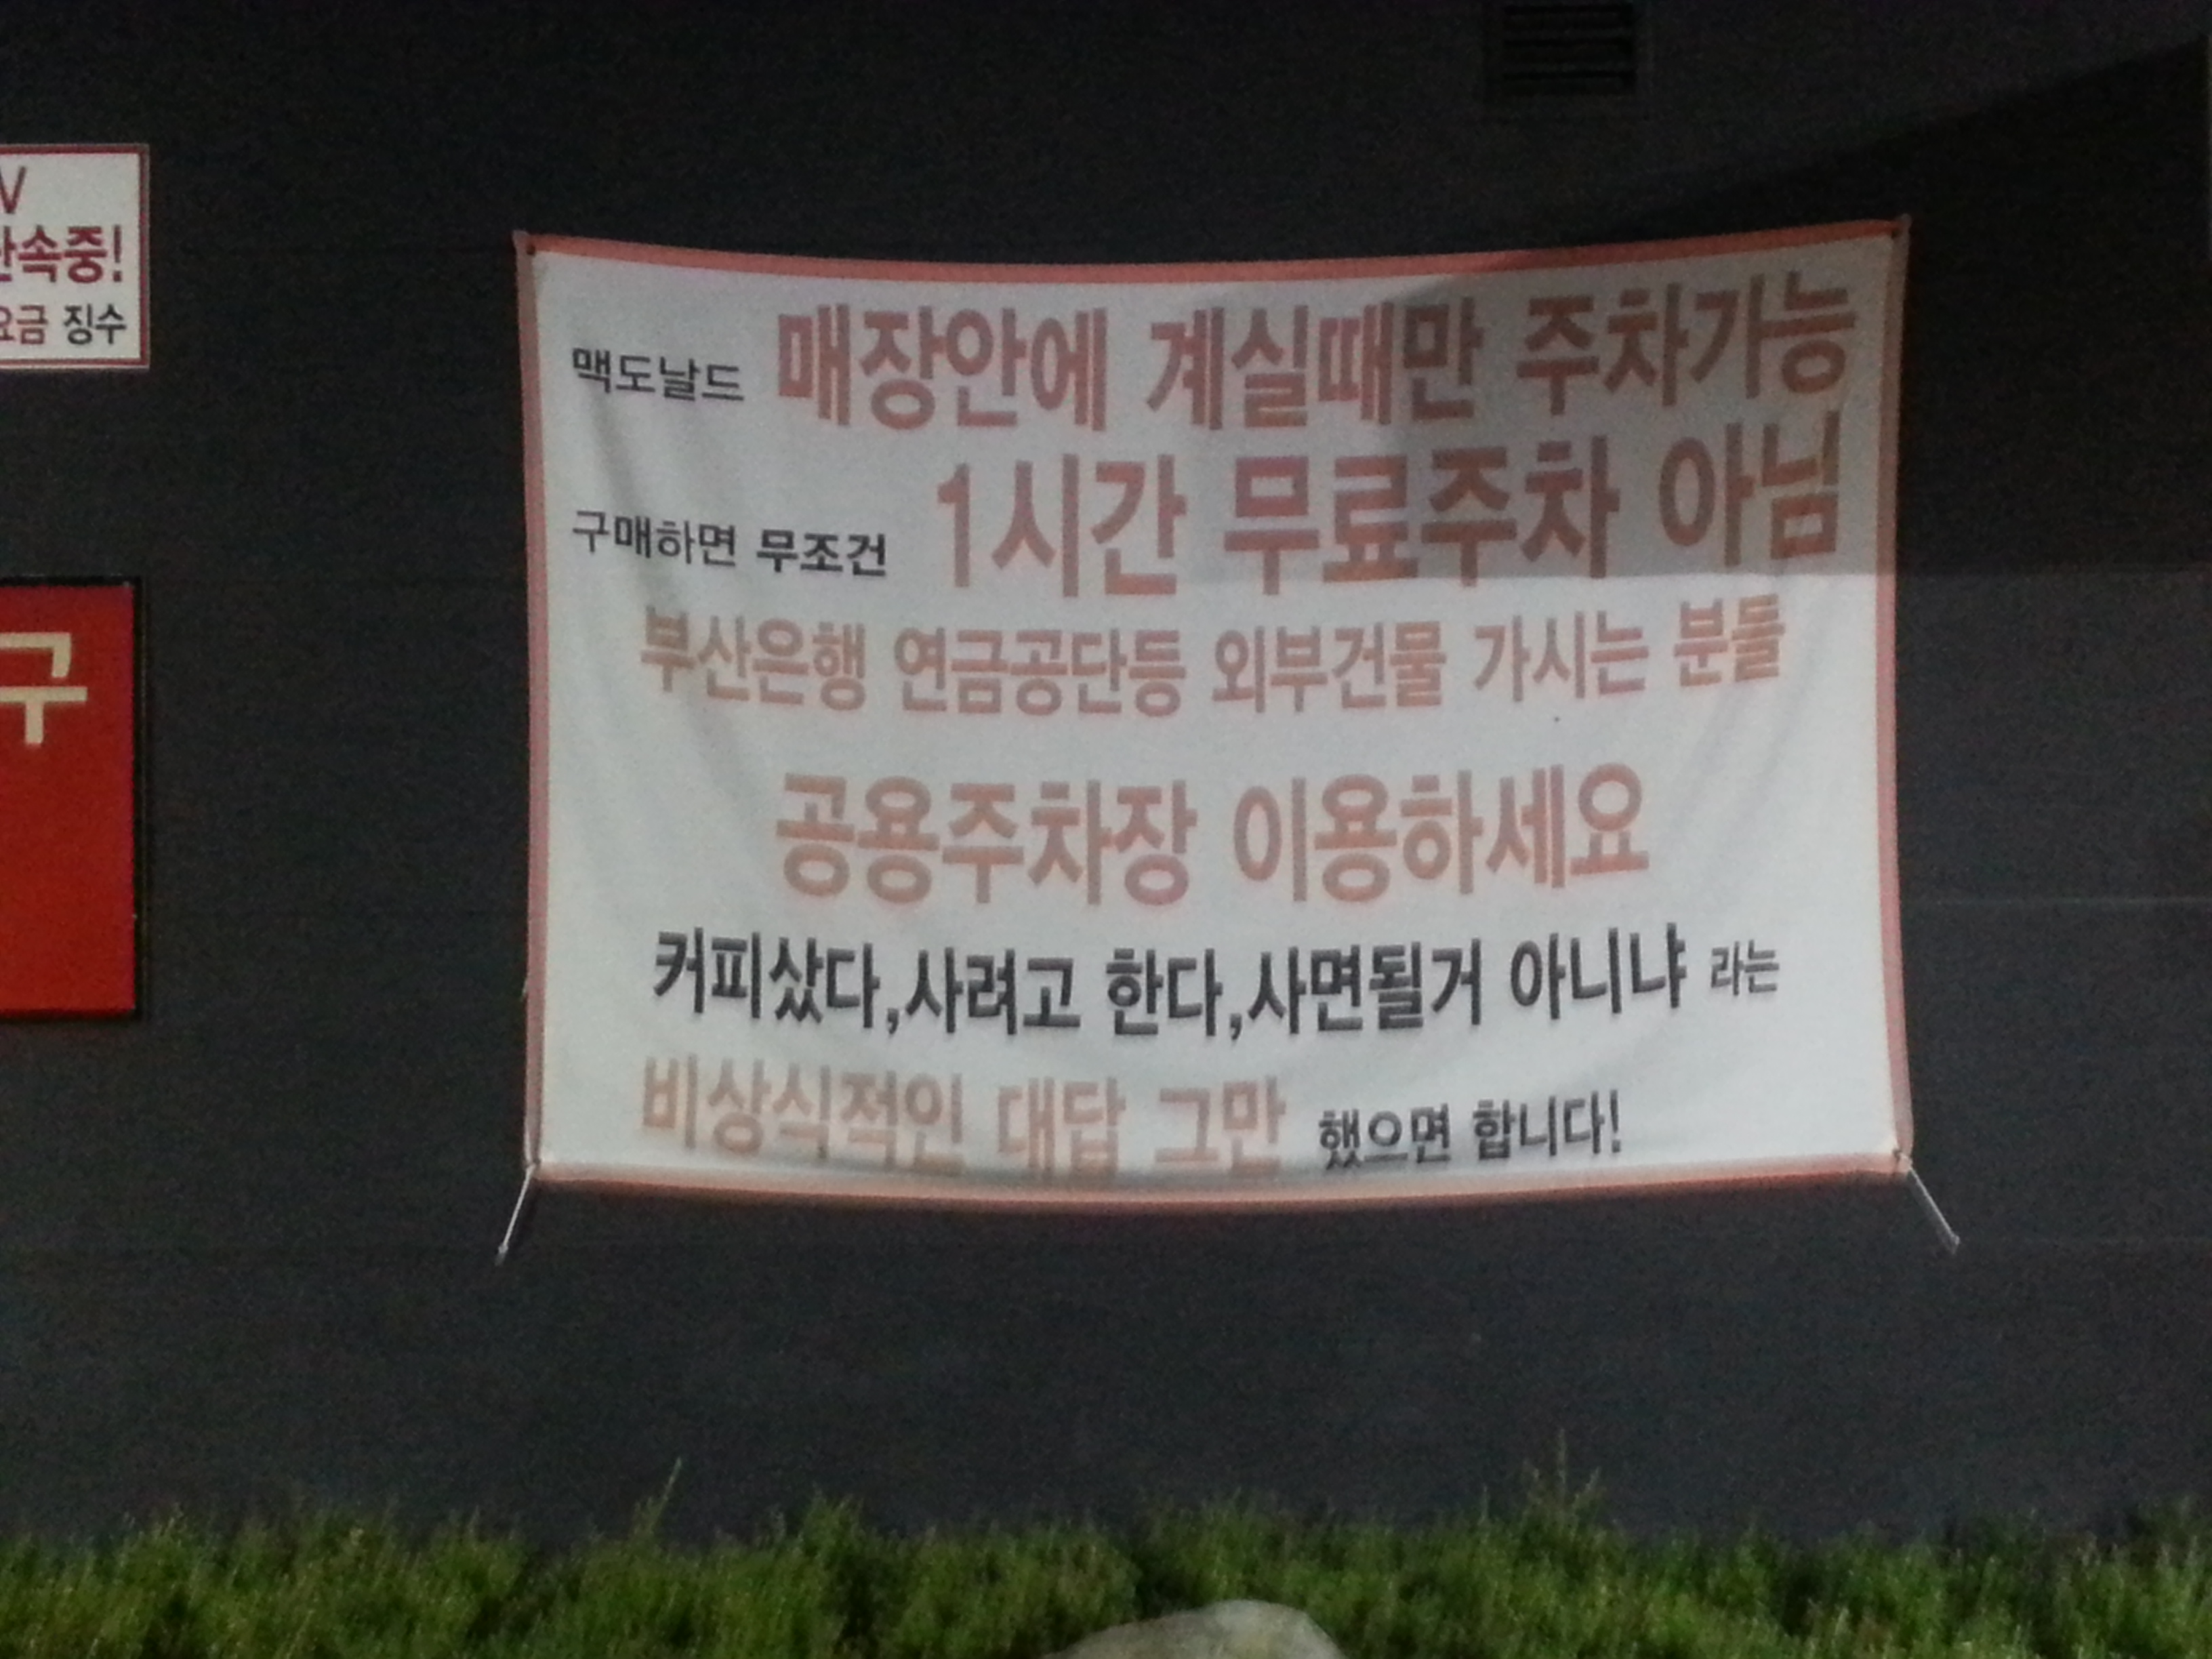 V
단속중!
요금 징수
구
맥도날드 매장안에 계실때만 주차가능
구매하면 무조건 1시간 무료주차 아님
부산은행 연금공단등 외부건물 가시는 분들
공용주차장 이용하세요
커피샀다,사려고 한다,사면될거 아니냐 라는
비상식적인 대답 그만 했으면 합니다!